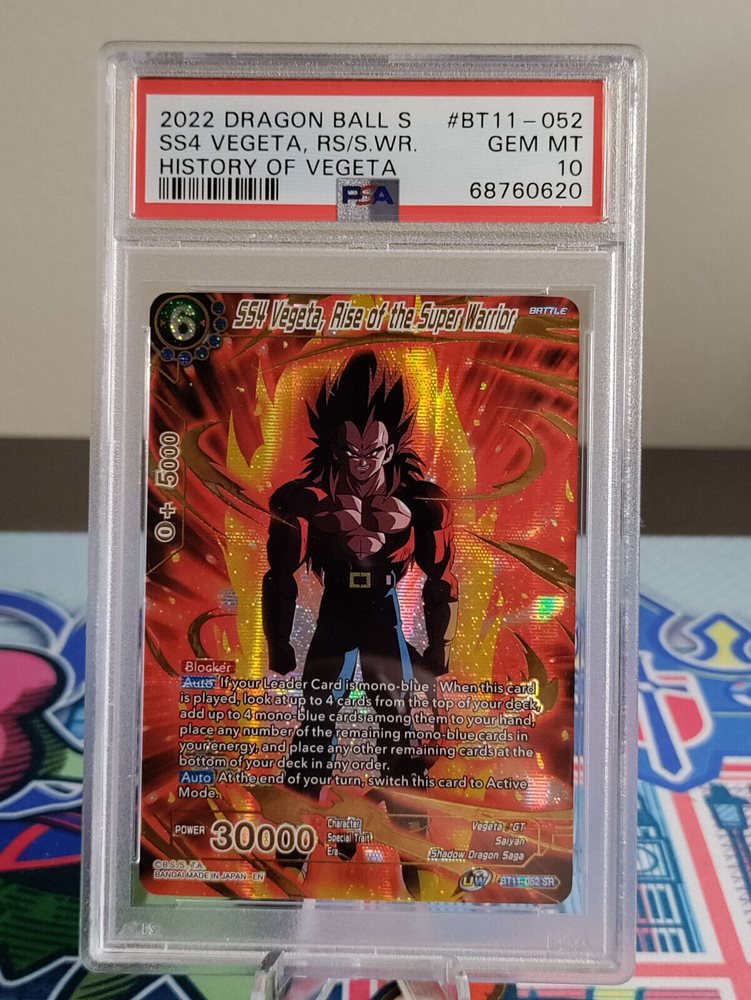 2022 DRAGON BALL S #BT11-052
SS4 VEGETA, RS/S.WR. GEM MT
HISTORY OF VEGETA 10
PSA 68760620
6
SS4 Vegeta, Rise of the Super Warrior
BATTLE
0+ 5000
Blocker
Auto If your Leader Card is mono-blue : When this card
is played, look at up to 4 cards from the top of your deck,
add up to 4 mono-blue cards among them to your hand,
place any number of the remaining mono-blue cards in
your energy, and place any other remaining cards at the
bottom of your deck in any order.
Auto At the end of your turn, switch this card to Active
Mode.
POWER 30000
Character Vegeta : GT
Special Trait Saiyan
Era Shadow Dragon Saga
©B.S./S., T.A.
BANDAI MADE IN JAPAN - EN
UW BT11-052 SR